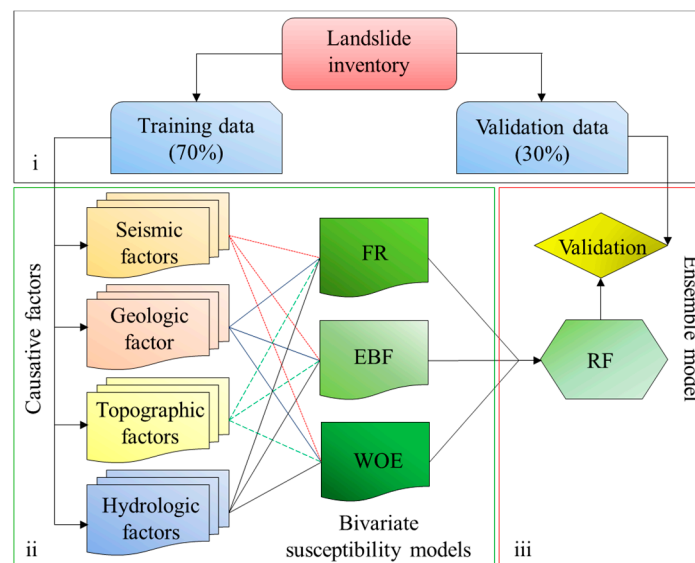 Landslide
inventory
Training data
(70%)
Validation data
(30%)
i
Causative factors
Seismic
factors
Geologic
factor
Topographic
factors
Hydrologic
factors
FR
EBF
WOE
Bivariate
susceptibility models
ii
Validation
RF
Ensemble model
iii